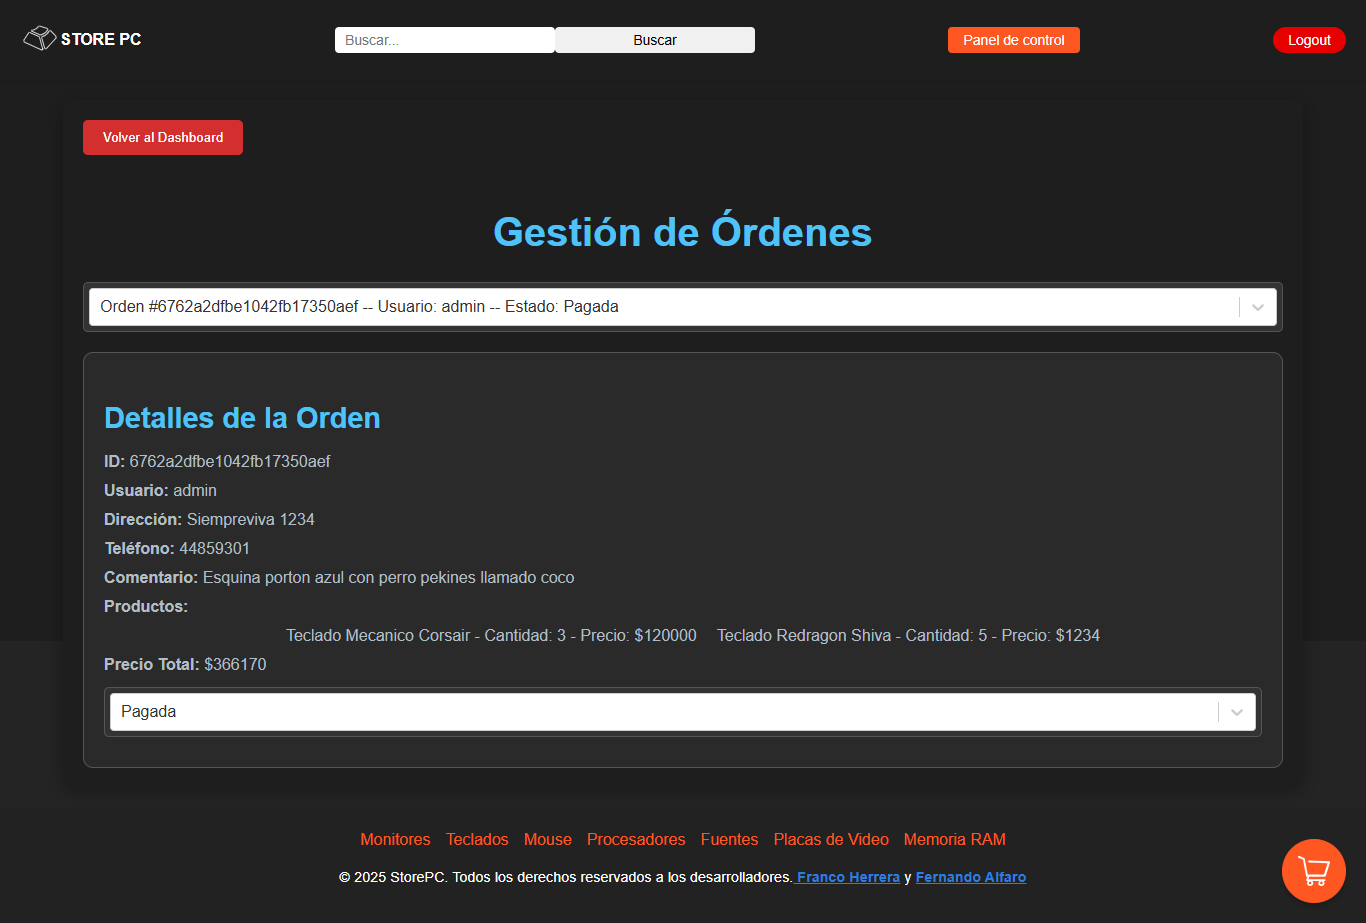 STORE PC
Buscar...
Buscar
Panel de control
Logout
Volver al Dashboard
Gestión de Órdenes
Orden #6762a2dfbe1042fb17350aef -- Usuario: admin -- Estado: Pagada
Detalles de la Orden
ID: 6762a2dfbe1042fb17350aef
Usuario: admin
Dirección: Siempreviva 1234
Teléfono: 44859301
Comentario: Esquina porton azul con perro pekines llamado coco
Productos:
Teclado Mecanico Corsair - Cantidad: 3 - Precio: $120000 Teclado Redragon Shiva - Cantidad: 5 - Precio: $1234
Precio Total: $366170
Pagada
Monitores Teclados Mouse Procesadores Fuentes Placas de Video Memoria RAM
© 2025 StorePC. Todos los derechos reservados a los desarrolladores. Franco Herrera y Fernando Alfaro